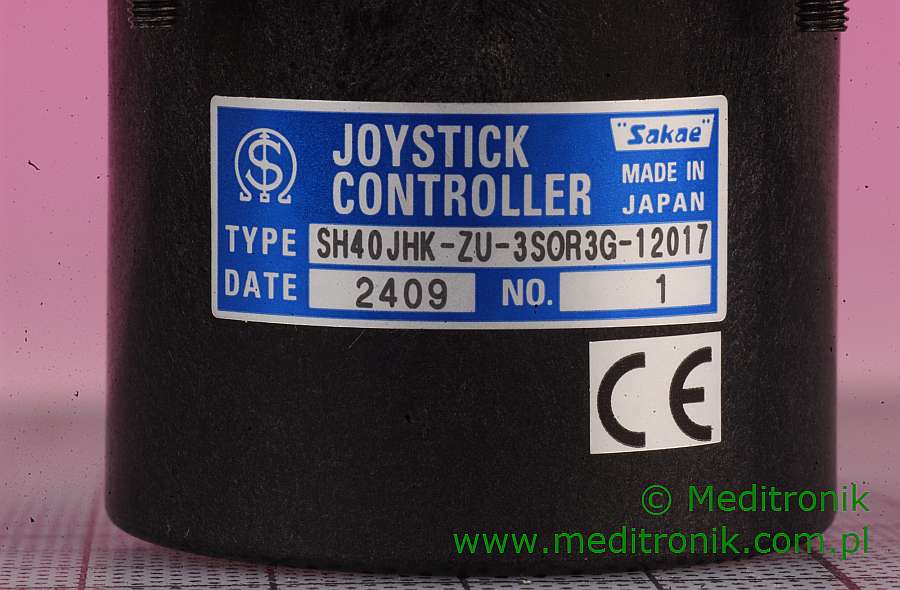 JOYSTICK
CONTROLLER
"Sakae"
MADE IN
JAPAN
TYPE SH40JHK-ZU-3SOR3G-12017
DATE 2409 NO. 1
CE
© Meditronik
www.meditronik.com.pl